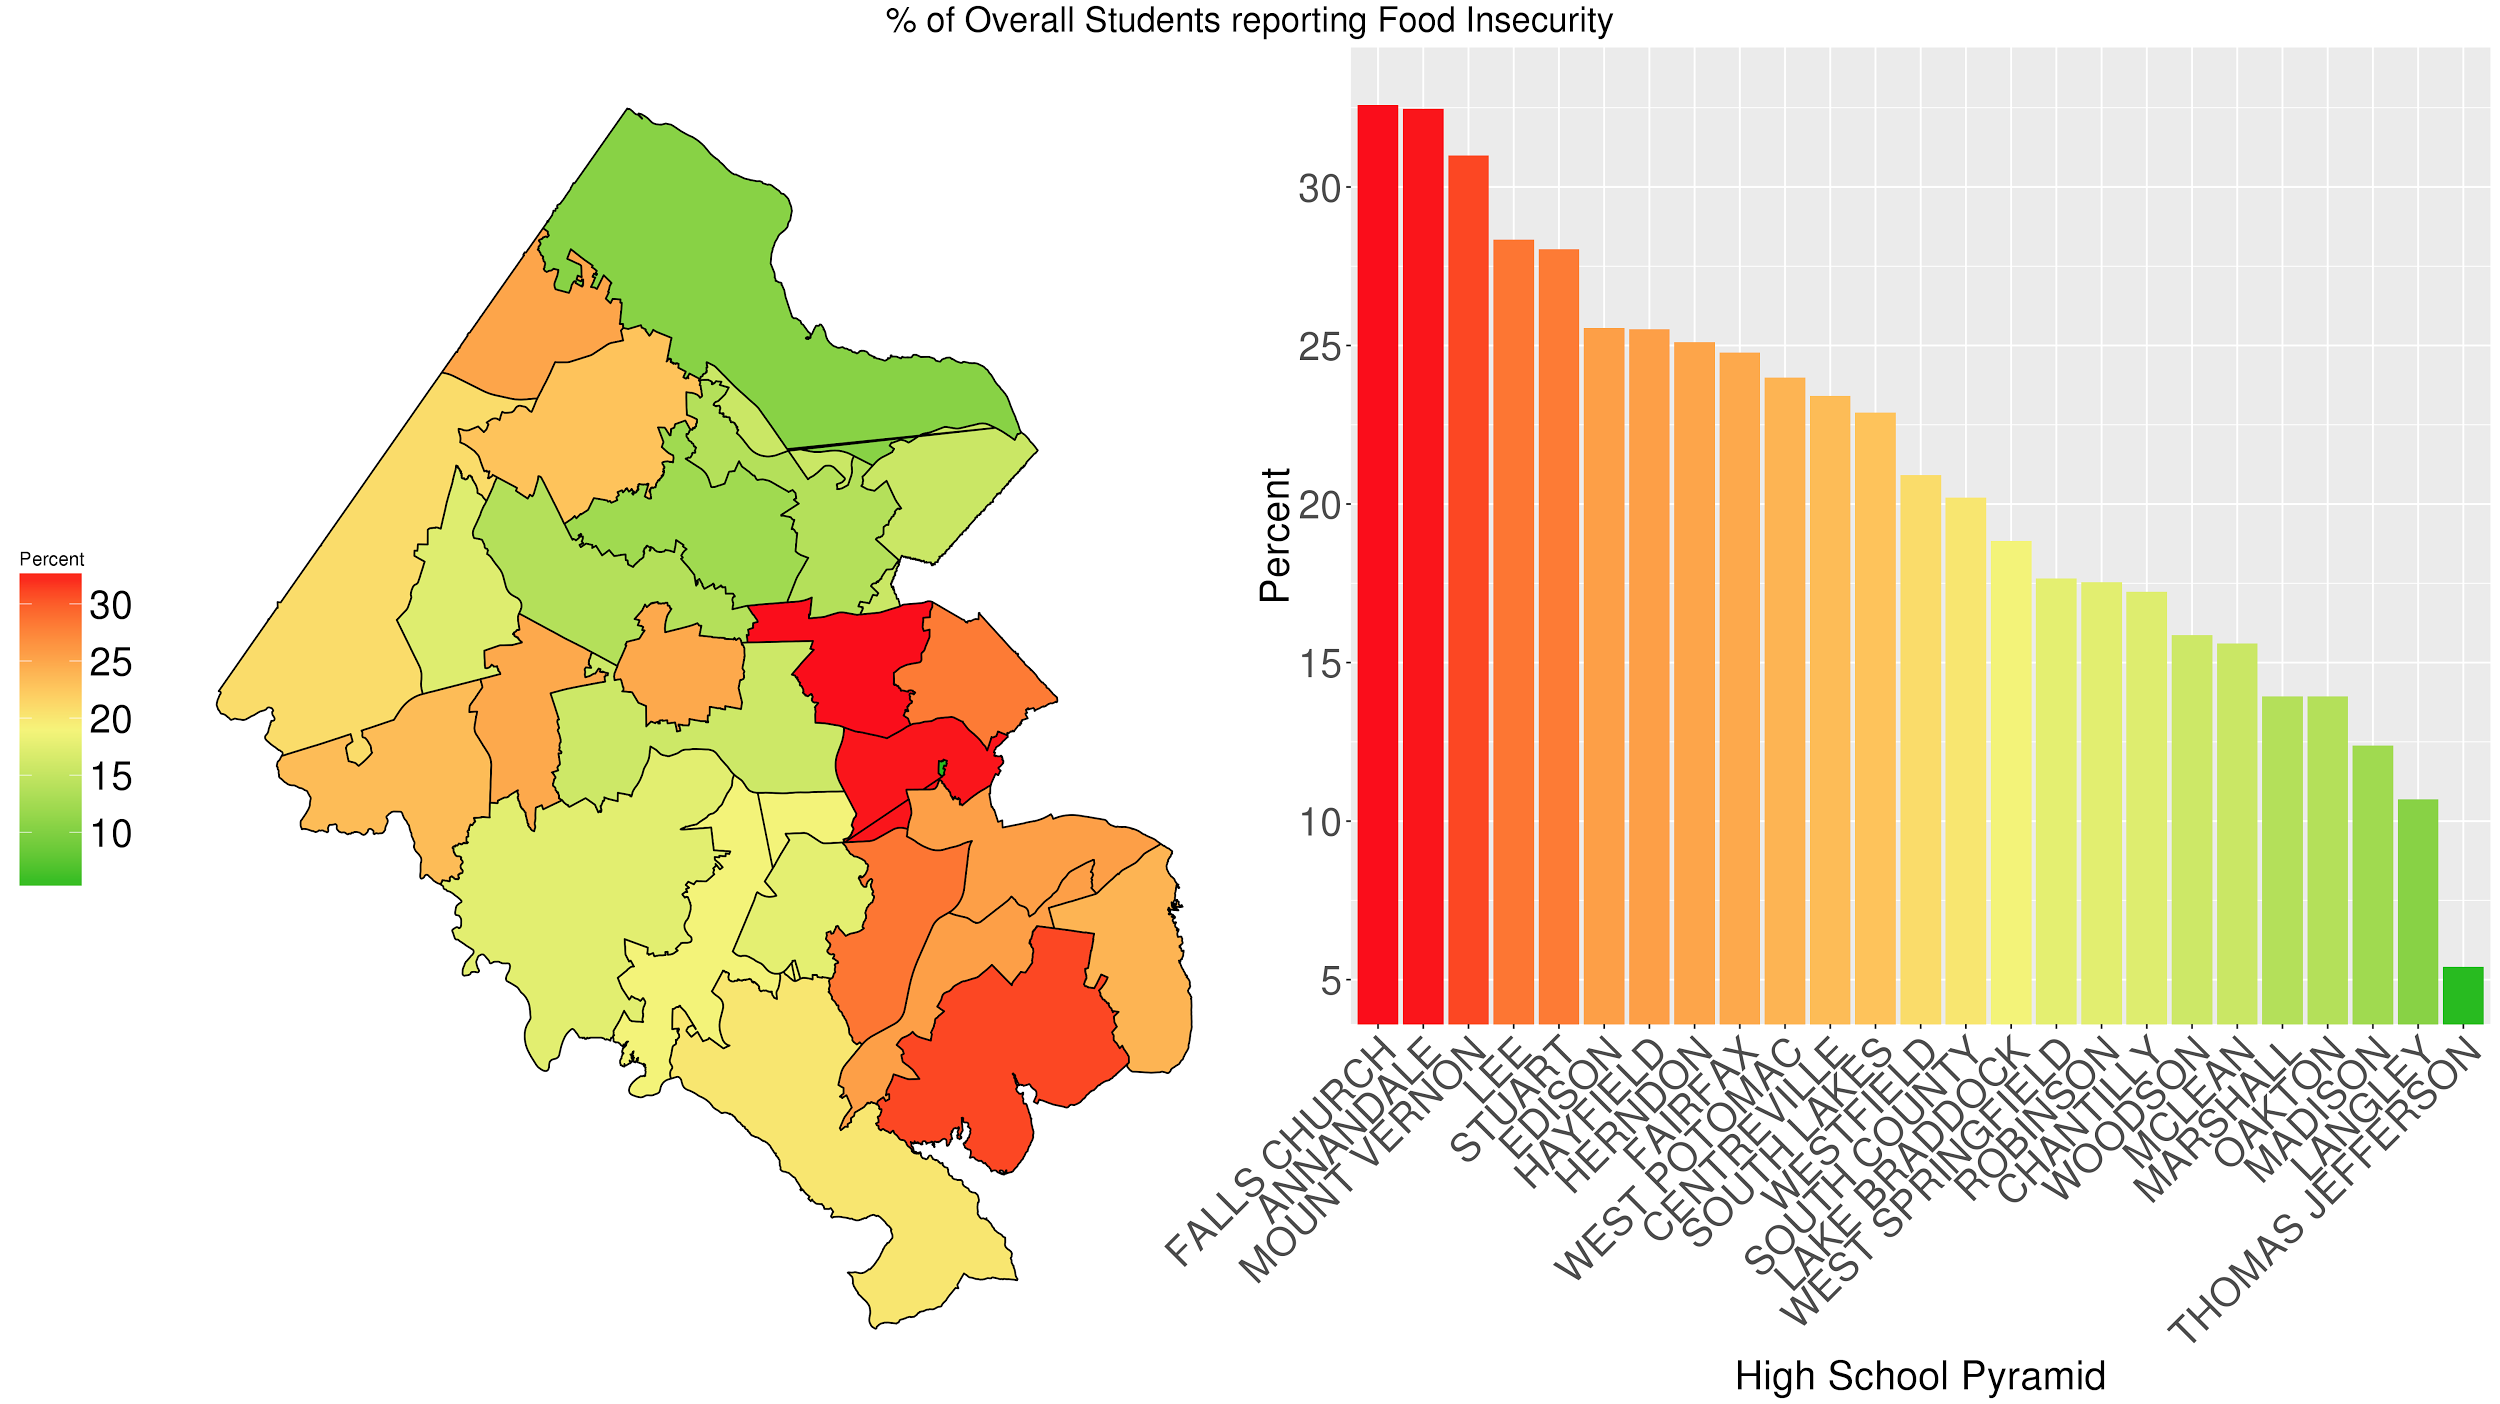 % of Overall Students reporting Food Insecurity
Percent
30
25
20
15
10
Percent
30
25
20
15
10
5
FALLS CHURCH
ANNANDALE
MOUNT VERNON
LEE
STUART
EDISON
HAYFIELD
HERNDON
FAIRFAX
WEST POTOMAC
CENTREVILLE
SOUTH LAKES
WESTFIELD
SOUTH COUNTY
LAKE BRADDOCK
WEST SPRINGFIELD
ROBINSON
CHANTILLY
WOODSON
MCLEAN
MARSHALL
OAKTON
MADISON
LANGLEY
THOMAS JEFFERSON
High School Pyramid